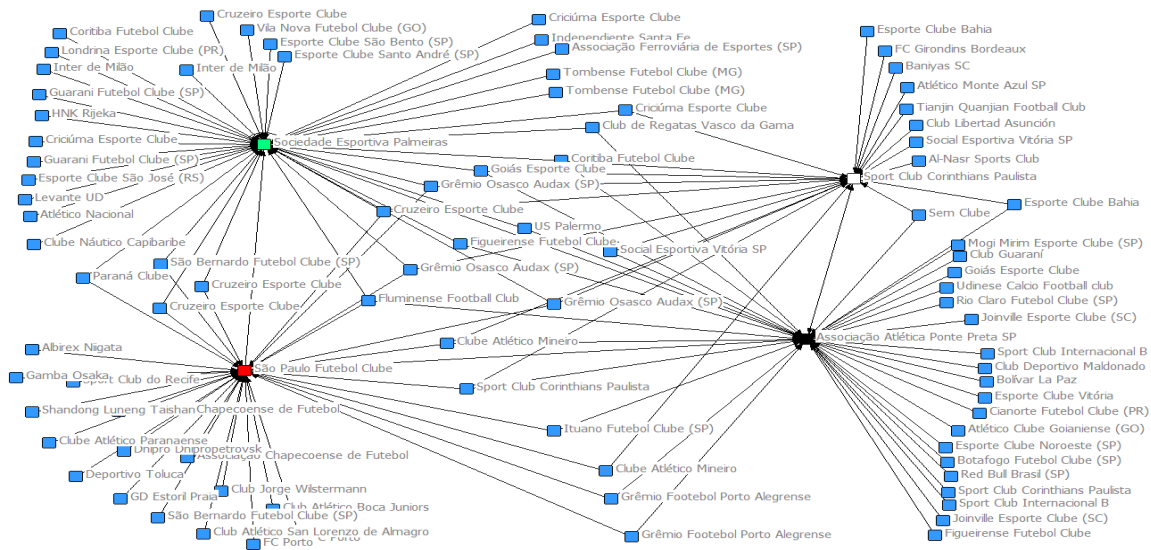 Cruzeiro Esporte Clube
Vila Nova Futebol Clube (GO)
Coritiba Futebol Clube
Esporte Clube São Bento (SP)
Londrina Esporte Clube (PR)
Esporte Clube Santo André (SP)
Inter de Milão
Inter de Milão
Guarani Futebol Clube (SP)
HNK Rijeka
Criciúma Esporte Clube
Sociedade Esportiva Palmeiras
Guarani Futebol Clube (SP)
Esporte Clube São José (RS)
Levante UD
Atlético Nacional
Clube Náutico Capibaribe
São Bernardo Futebol Clube (SP)
Paraná Clube
Cruzeiro Esporte Clube
Cruzeiro Esporte Clube
Criciúma Esporte Clube
Independiente Santa Fe
Associação Ferroviária de Esportes (SP)
Tombense Futebol Clube (MG)
Tombense Futebol Clube (MG)
Criciúma Esporte Clube
Club de Regatas Vasco da Gama
Coritiba Futebol Clube
Goiás Esporte Clube
Grêmio Osasco Audax (SP)
Cruzeiro Esporte Clube
US Palermo
Figueirense Futebol Clube
Social Esportiva Vitória SP
Grêmio Osasco Audax (SP)
Fluminense Football Club
Grêmio Osasco Audax (SP)
Clube Atlético Mineiro
Sport Club Corinthians Paulista
Ituano Futebol Clube (SP)
Clube Atlético Mineiro
Grêmio Footebol Porto Alegrense
Grêmio Footebol Porto Alegrense
Esporte Clube Bahia
FC Girondins Bordeaux
Baniyas SC
Atlético Monte Azul SP
Tianjin Quanjian Football Club
Club Libertad Asunción
Social Esportiva Vitória SP
Al-Nasr Sports Club
Sport Club Corinthians Paulista
Esporte Clube Bahia
Sem Clube
Mogi Mirim Esporte Clube (SP)
Club Guaraní
Goiás Esporte Clube
Udinese Calcio Football club
Rio Claro Futebol Clube (SP)
Joinville Esporte Clube (SC)
Associação Atlética Ponte Preta SP
Sport Club Internacional B
Club Deportivo Maldonado
Bolívar La Paz
Esporte Clube Vitória
Cianorte Futebol Clube (PR)
Atlético Clube Goianiense (GO)
Esporte Clube Noroeste (SP)
Botafogo Futebol Clube (SP)
Red Bull Brasil (SP)
Sport Club Corinthians Paulista
Sport Club Internacional B
Joinville Esporte Clube (SC)
Figueirense Futebol Clube
Albirex Nigata
São Paulo Futebol Clube
Gamba Osaka
Sport Club do Recife
Shandong Luneng Taishan
Chapecoense de Futebol
Clube Atlético Paranaense
Dnipro Dnipropetrovsk
Associação Chapecoense de Futebol
Deportivo Toluca
Club Jorge Wilstermann
GD Estoril Praia
Club Atlético Boca Juniors
São Bernardo Futebol Clube (SP)
Club Atlético San Lorenzo de Almagro
FC Porto